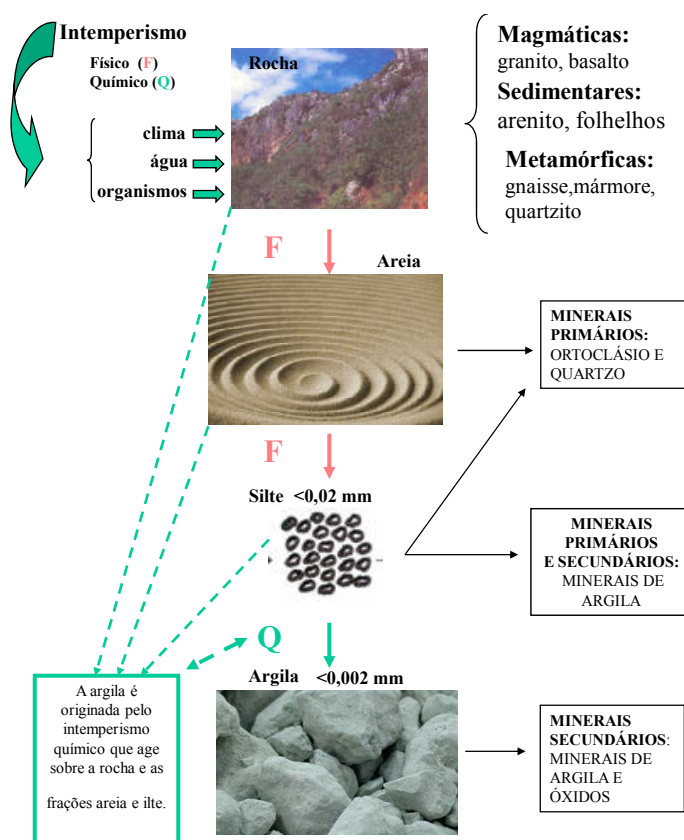 Intemperismo
Físico (F)
Químico (Q)
clima
água
organismos
Rocha
Magmáticas:
granito, basalto
Sedimentares:
arenito, folhelhos
Metamórficas:
gnaisse,mármore,
quartzito
F
Areia
MINERAIS
PRIMÁRIOS:
ORTOCLÁSIO E
QUARTZO
F
Silte <0,02 mm
MINERAIS
PRIMÁRIOS
E SECUNDÁRIOS:
MINERAIS DE
ARGILA
Q
Argila <0,002 mm
A argila é
originada pelo
intemperismo
químico que age
sobre a rocha e as
frações areia e ilte.
MINERAIS
SECUNDÁRIOS:
MINERAIS DE
ARGILA E
ÓXIDOS